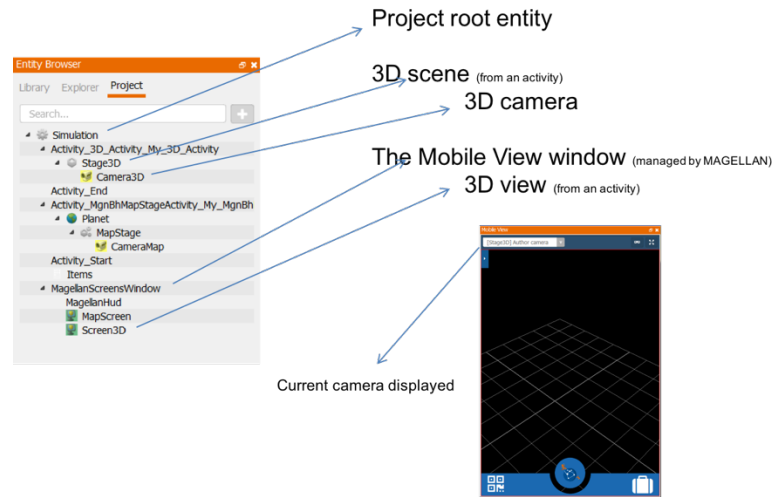 Project root entity
Entity Browser
3D scene (from an activity)
Library Explorer Project
3D camera
Search...
Simulation
Activity_3D_Activity_My_3D_Activity
Stage3D
Camera3D
Activity_End
Activity_MgnBhMapStageActivity_My_MgnBh
Planet
MapStage
CameraMap
Activity_Start
Items
MagellanScreensWindow
MagellanHud
MapScreen
Screen3D
The Mobile View window (managed by MAGELLAN)
3D view (from an activity)
Mobile View
[Stage3D] Author camera
Current camera displayed